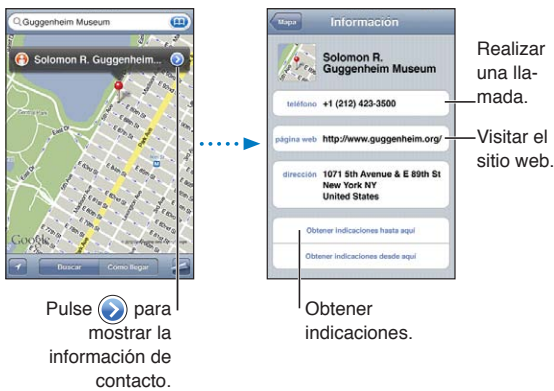 Guggenheim Museum
Solomon R. Guggenheim...
Park Ave
Google
Buscar
Cómo llegar
Pulse para
mostrar la
información de
contacto.
Mapa
Información
Solomon R.
Guggenheim Museum
teléfono +1 (212) 423-3500
página web http://www.guggenheim.org/
dirección 1071 5th Avenue & E 89th St
New York NY
United States
Obtener indicaciones hasta aquí
Obtener indicaciones desde aquí
Obtener
indicaciones.
Realizar
una lla-
mada.
Visitar el
sitio web.